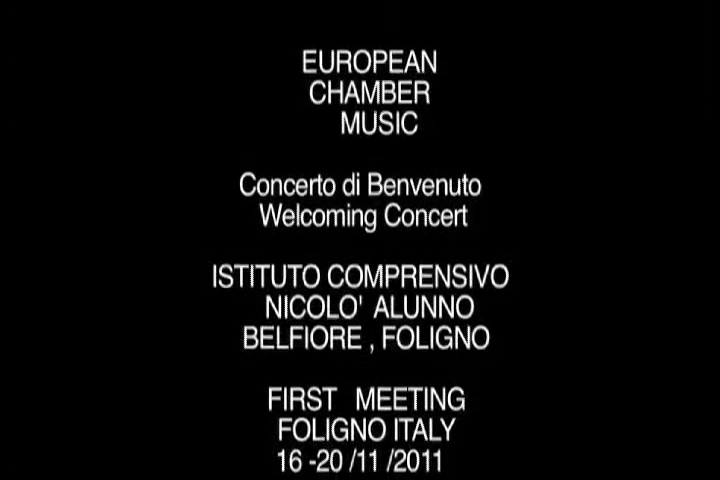 EUROPEAN
CHAMBER
MUSIC
Concerto di Benvenuto
Welcoming Concert
ISTITUTO COMPRENSIVO
NICOLO' ALUNNO
BELFIORE , FOLIGNO
FIRST MEETING
FOLIGNO ITALY
16 -20 /11 /2011